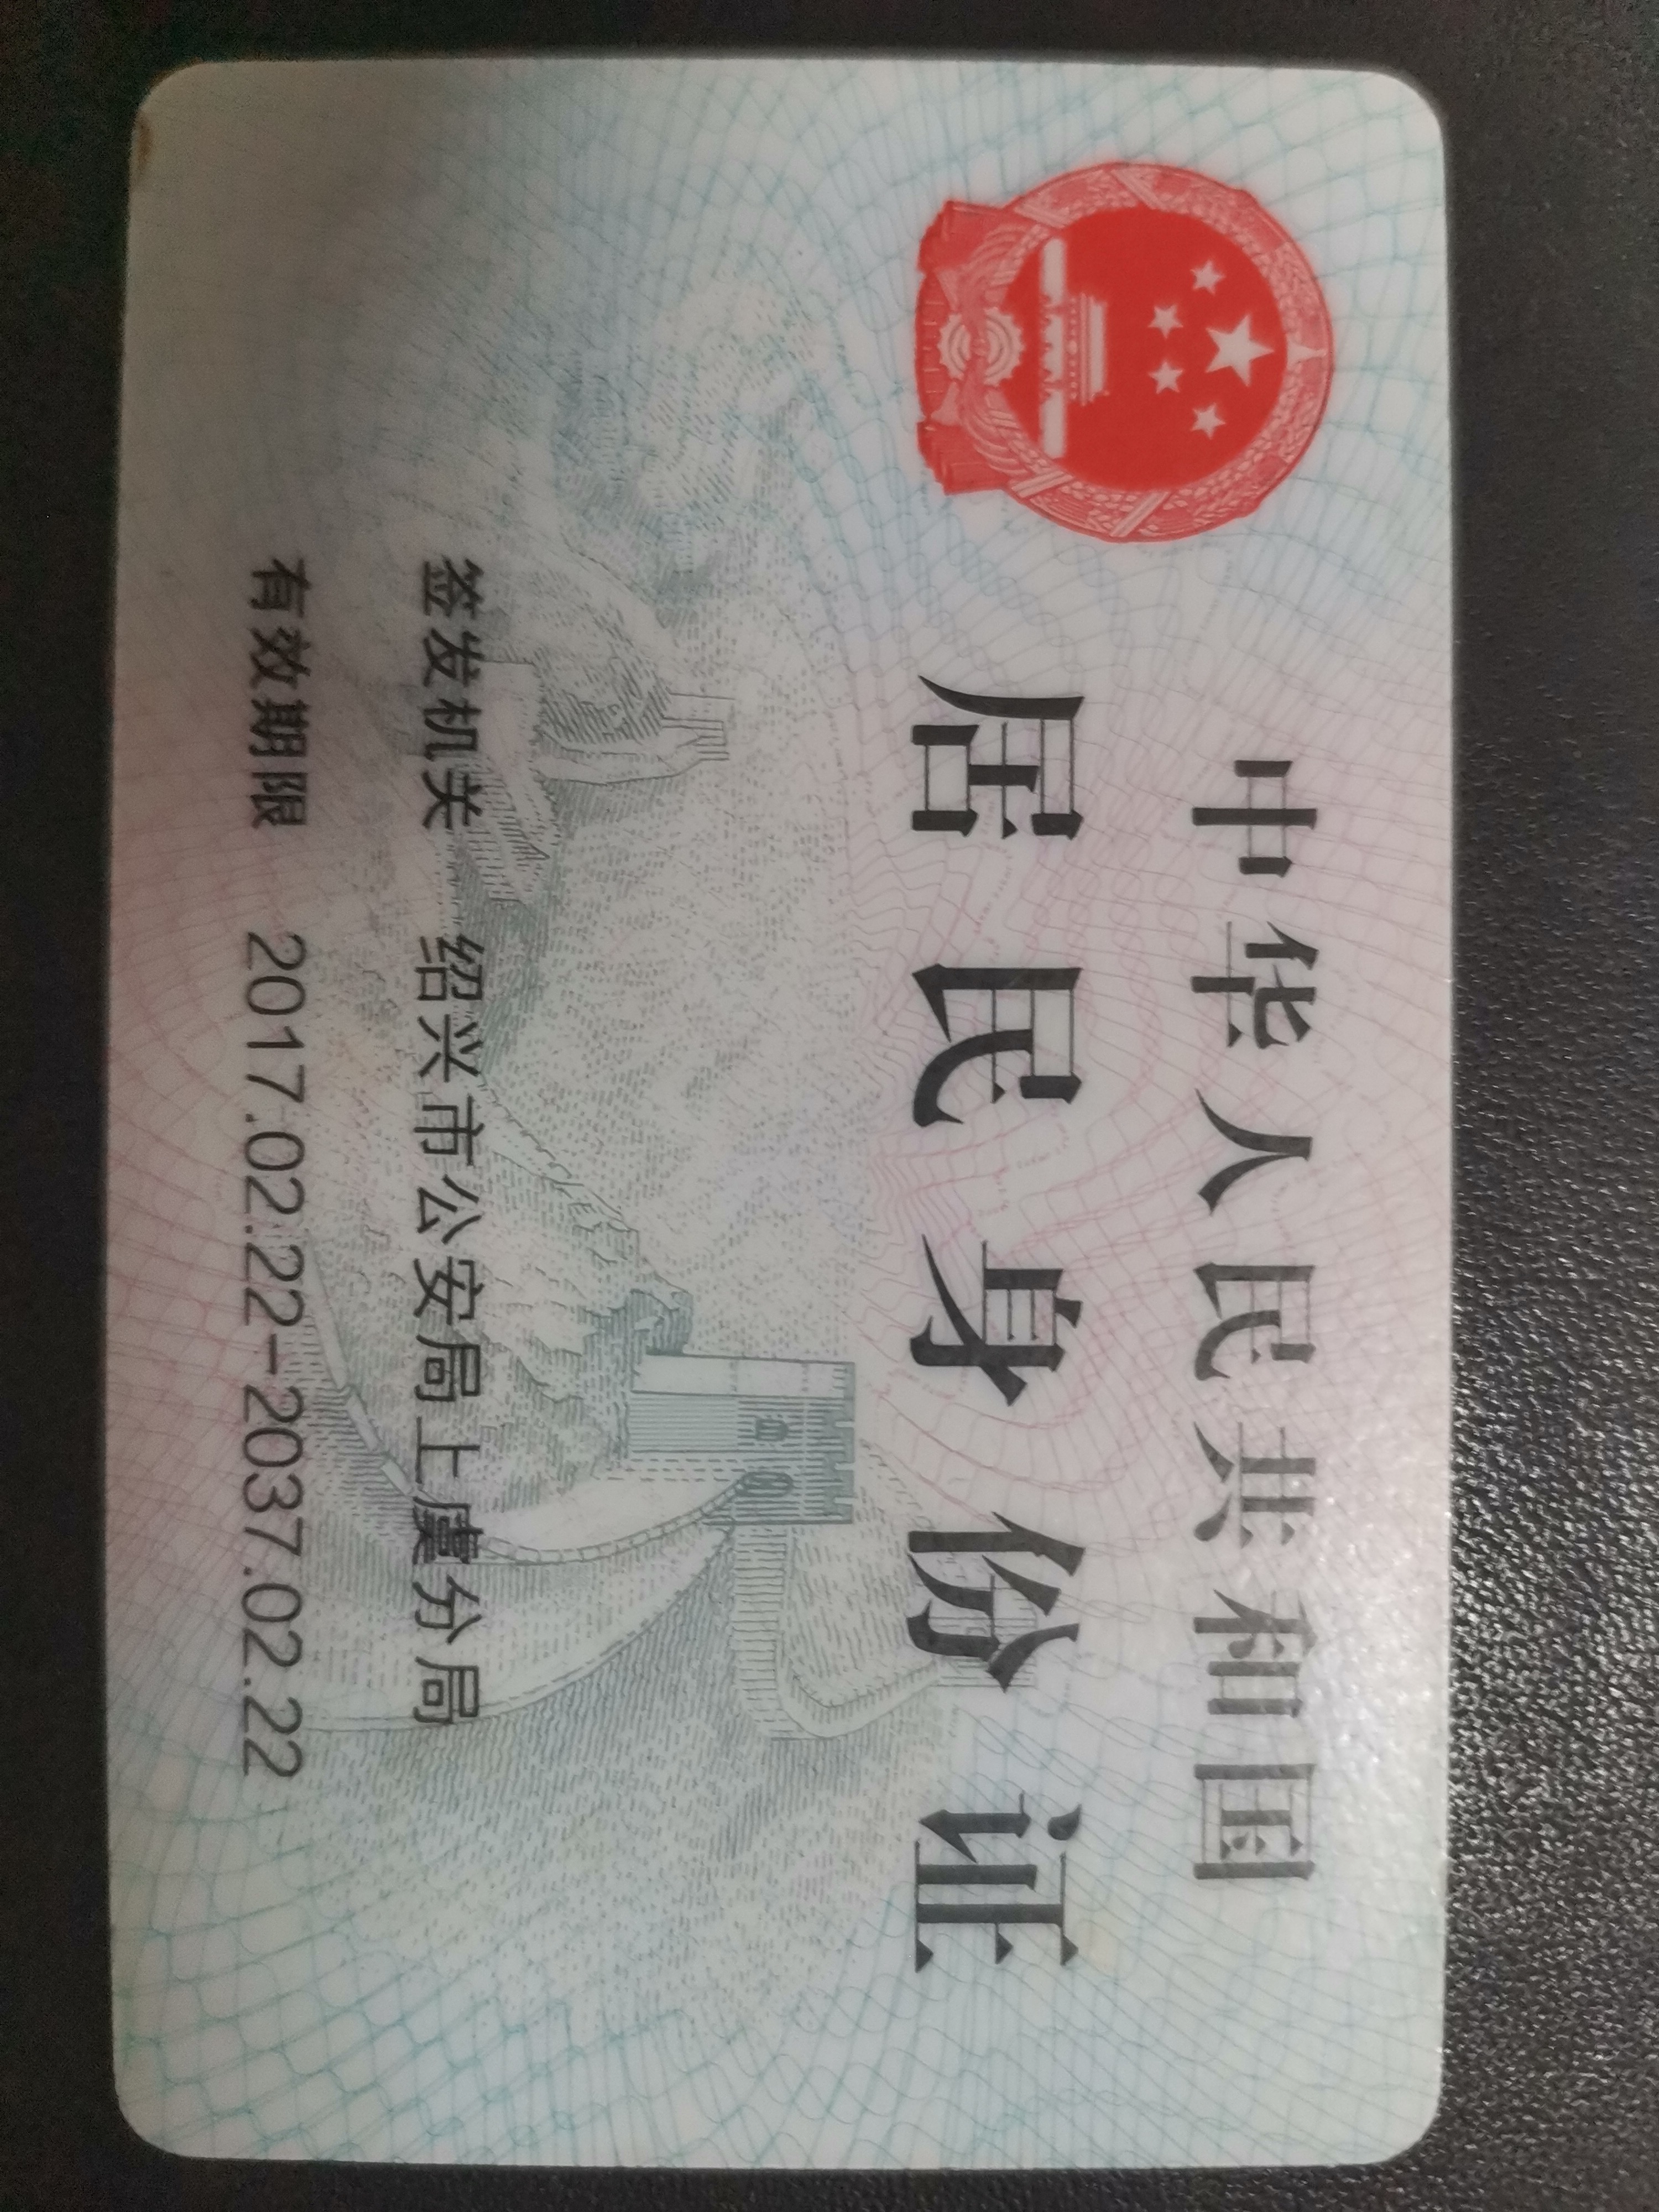 中华人民共和国
居民身份证
签发机关 绍兴市公安局上虞分局
有效期限 2017.02.22-2037.02.22